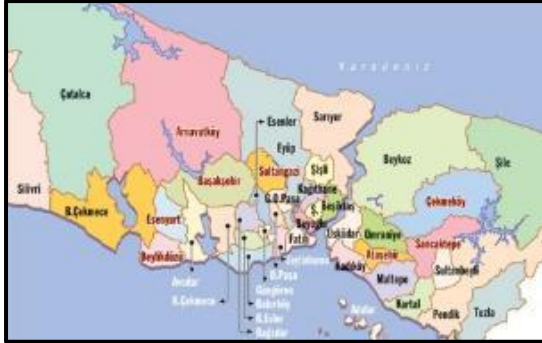 Karadeniz
Çatalca
Arnavutköy
Esenler
Sarıyer
Eyüp
Beykoz
Şile
Silivri
Başakşehir
Sultangazi
Şişli
Kağıthane
Çekmeköy
B.Çekmece
Esenyurt
G.O.Paşa
Beşiktaş
Ş.
Beyoğlu
Ümraniye
Üsküdar
Fatih
Sancaktepe
Beylikdüzü
Zeytinburnu
Kadıköy
Ataşehir
Sultanbeyli
Avcılar
B.Paşa
Maltepe
Güngören
K.Çekmece
Bakırköy
Adalar
Kartal
Tuzla
B.Evler
Pendik
Bağcılar